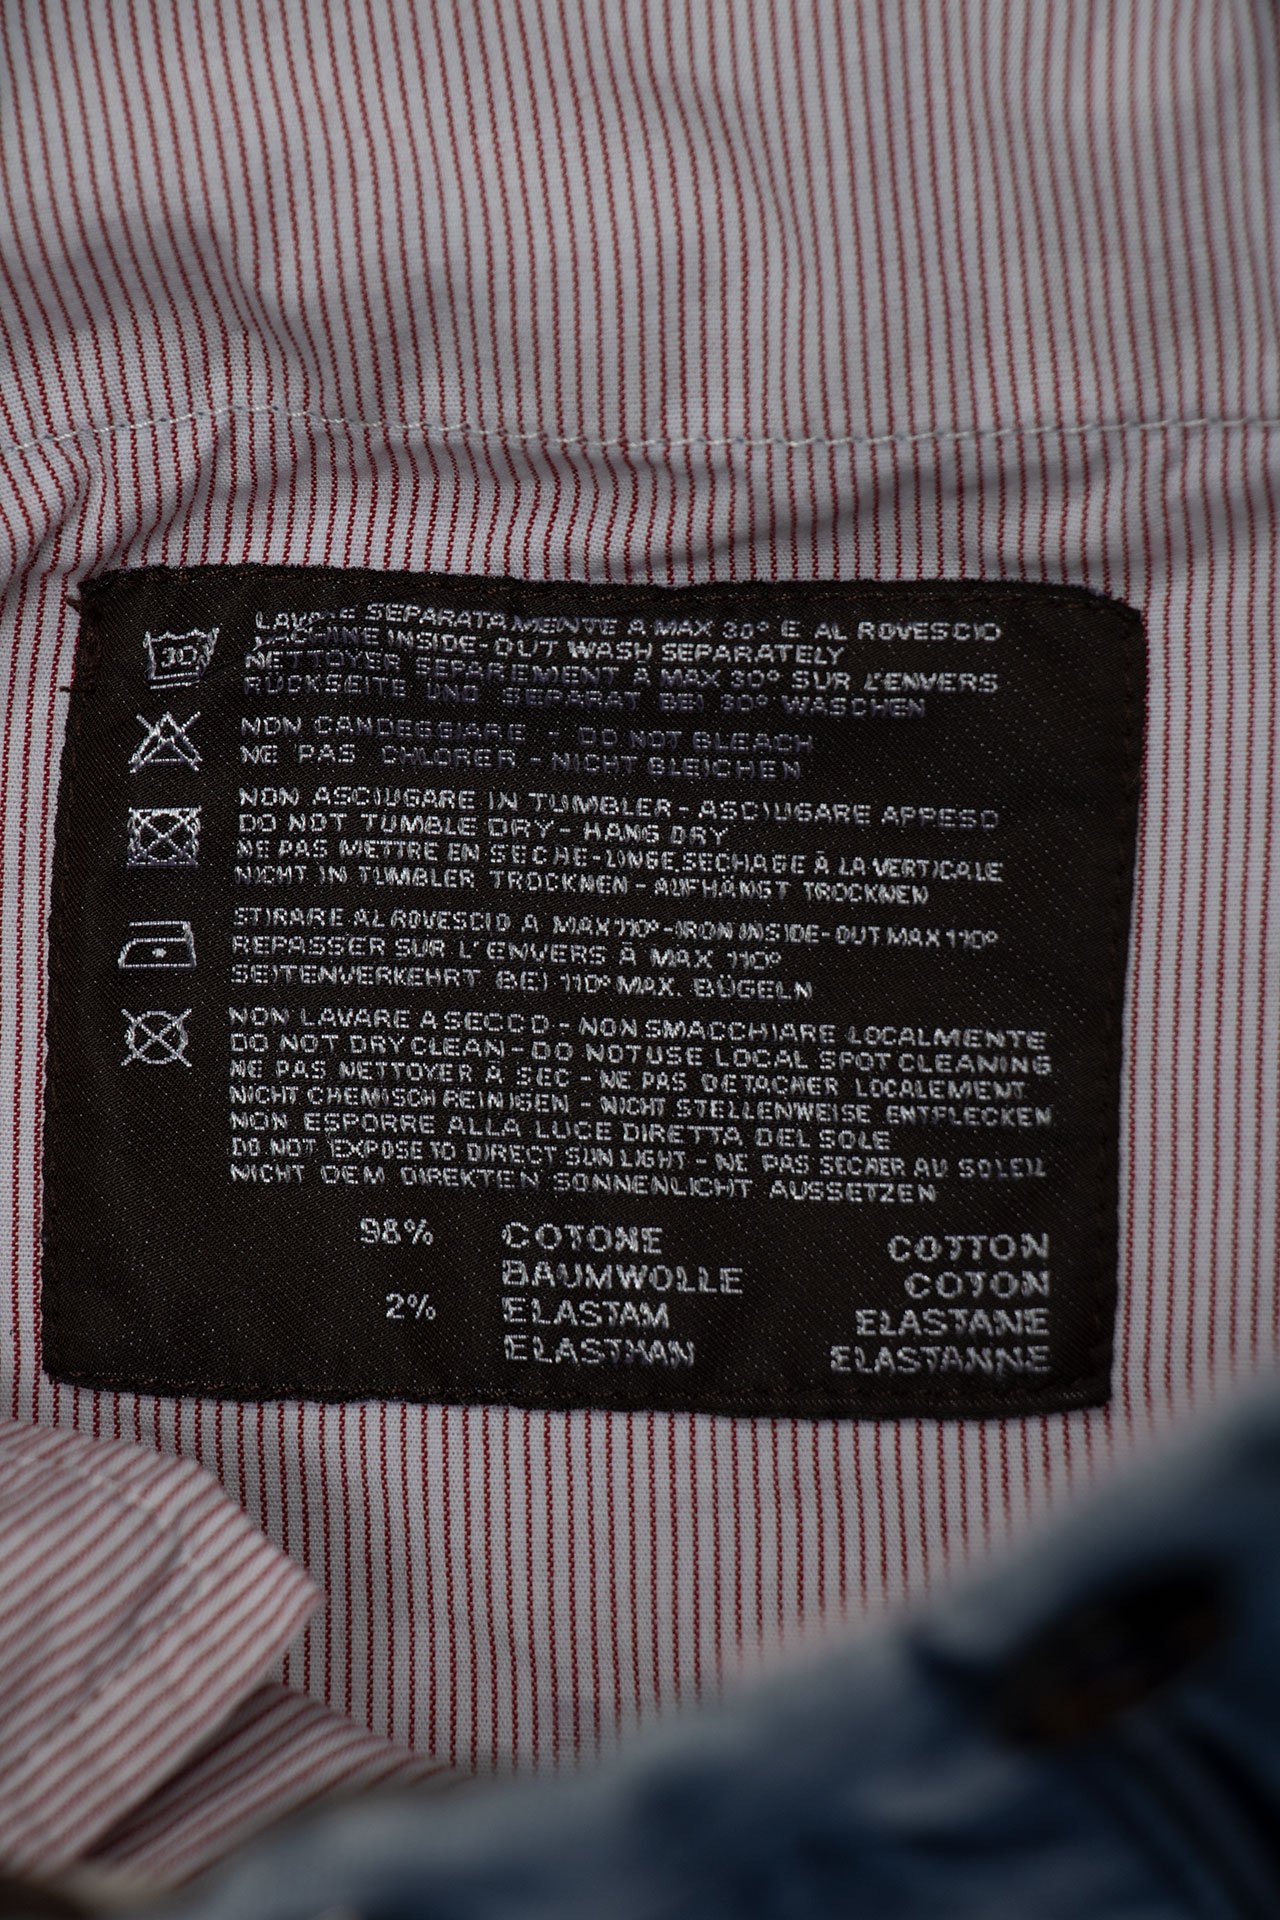 30
LAVARE SEPARATAMENTE A MAX 30° E AL ROVESCIO
MACHINE INSIDE-OUT WASH SEPARATELY
NETTOYER SEPAREMENT A MAX 30° SUR L'ENVERS
RÜCKSEITE UND SEPARAT BEI 30° WASCHEN
NON CANDEGGIARE - DO NOT BLEACH
NE PAS CHLORER - NICHT BLEICHEN
NON ASCIUGARE IN TUMBLER - ASCIUGARE APPESO
DO NOT TUMBLE DRY - HANG DRY
NE PAS METTRE EN SECHE-LINGE, SECHAGE À LA VERTICALE
NICHT IN TUMBLER TROCKNEN - AUFHÄNGT TROCKNEN
STIRARE AL ROVESCIO A MAX 110° - IRON INSIDE-OUT MAX 110°
REPASSER SUR L'ENVERS À MAX 110°
SEITENVERKEHRT BEI 110° MAX. BÜGELN
NON LAVARE A SECCO - NON SMACCHIARE LOCALMENTE
DO NOT DRY CLEAN - DO NOT USE LOCAL SPOT CLEANING
NE PAS NETTOYER À SEC - NE PAS DETACHER LOCALEMENT
NICHT CHEMISCH REINIGEN - NICHT STELLENWEISE ENTFLECKEN
NON ESPORRE ALLA LUCE DIRETTA DEL SOLE
DO NOT EXPOSE TO DIRECT SUN LIGHT - NE PAS SECHER AU SOLEIL
NICHT DEM DIREKTEN SONNENLICHT AUSSETZEN
98% COTONE COTTON
BAUMWOLLE COTON
2% ELASTAM ELASTANE
ELASTHAN ELASTANNE